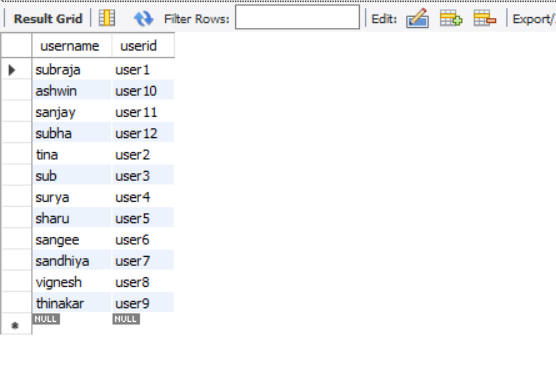 Result Grid Filter Rows: Edit: Export/
username userid
subraja user1
ashwin user10
sanjay user11
subha user12
tina user2
sub user3
surya user4
sharu user5
sangee user6
sandhiya user7
vignesh user8
thinakar user9
NULL NULL